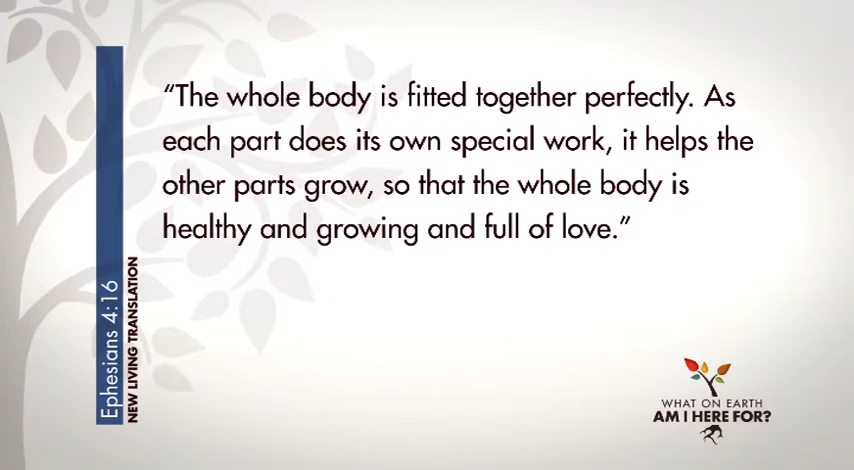 “The whole body is fitted together perfectly. As
each part does its own special work, it helps the
other parts grow, so that the whole body is
healthy and growing and full of love.”
Ephesians 4:16
NEW LIVING TRANSLATION
WHAT ON EARTH
AM I HERE FOR?